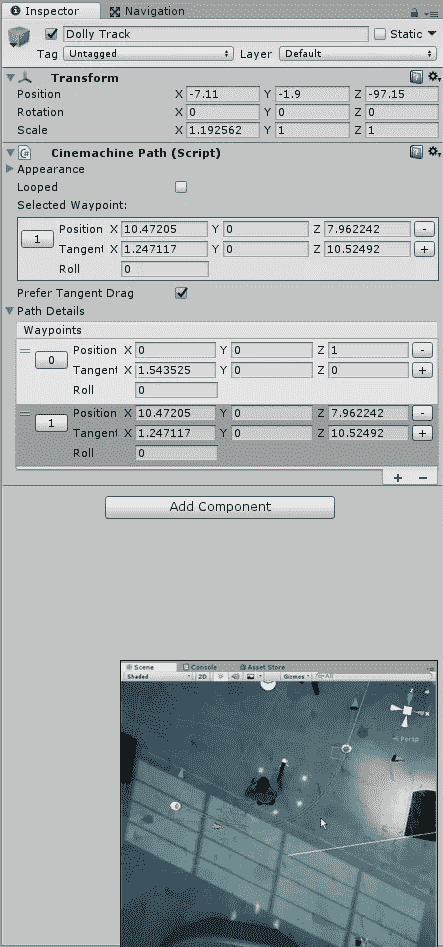 Inspector Navigation
Dolly Track Static
Tag Untagged Layer Default
Transform
Position X -7.11 Y -1.9 Z -97.15
Rotation X 0 Y 0 Z 0
Scale X 1.192562 Y 1 Z 1
Cinemachine Path (Script)
Appearance
Looped
Selected Waypoint:
Position X 10.47205 Y 0 Z 7.962242 -
1
Tangent X 1.247117 Y 0 Z 10.52492 +
Roll 0
Prefer Tangent Drag
Path Details
Waypoints
Position X 0 Y 0 Z 1 -
0
Tangent X 1.543525 Y 0 Z 0 +
Roll 0
Position X 10.47205 Y 0 Z 7.962242 -
1
Tangent X 1.247117 Y 0 Z 10.52492 +
Roll 0
+ -
Add Component
Scene Console Asset Store
Shaded 2D Gizmos All
Persp